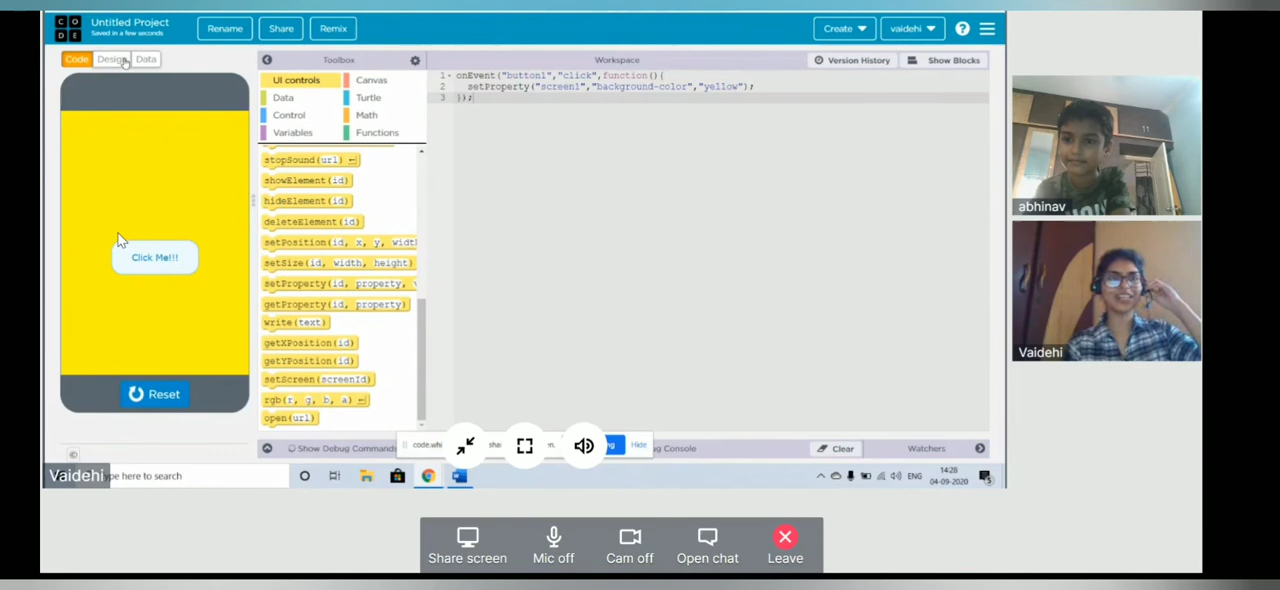 C O
D E
Untitled Project
Saved in a few seconds
Rename
Share
Remix
Create
vaidehi
?
Code
Design
Data
Toolbox
Workspace
Version History
Show Blocks
UI controls
Canvas
Data
Turtle
Control
Math
Variables
Functions
1 onEvent("button1","click",function(){
2 setProperty("screen1","background-color","yellow");
3 });
stopSound(url)
showElement(id)
hideElement(id)
deleteElement(id)
setPosition(id, x, y, widt
setSize(id, width, height)
setProperty(id, property,
getProperty(id, property)
write(text)
getXPosition(id)
getYPosition(id)
setScreen(screenId)
rgb(r, g, b, a)
open(url)
Click Me!!!
Reset
Show Debug Commands
code.whi
Hide
ug Console
Clear
Watchers
Vaidehi
ype here to search
ENG
14:28
04-09-2020
abhinav
Vaidehi
Share screen
Mic off
Cam off
Open chat
Leave